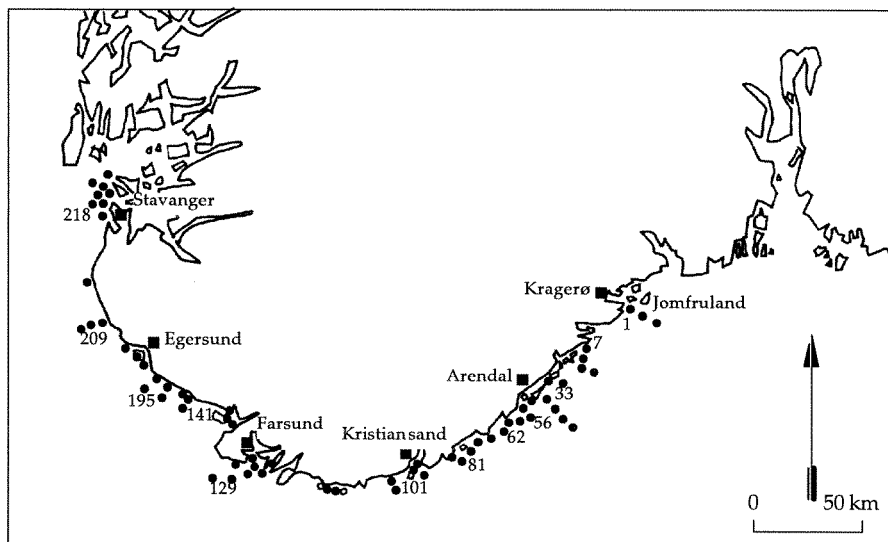 Stavanger
218
Kragerø
Jomfruland
1
209
Egersund
7
Arendal
33
195
141
56
Farsund
62
Kristiansand
81
129
101
0 50 km